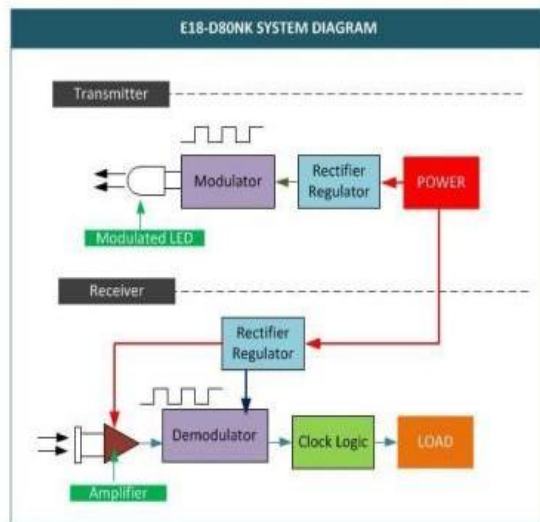 E18-D80NK SYSTEM DIAGRAM
Transmitter
Modulator
Rectifier
Regulator
POWER
Modulated LED
Receiver
Rectifier
Regulator
Demodulator
Clock Logic
LOAD
Amplifier